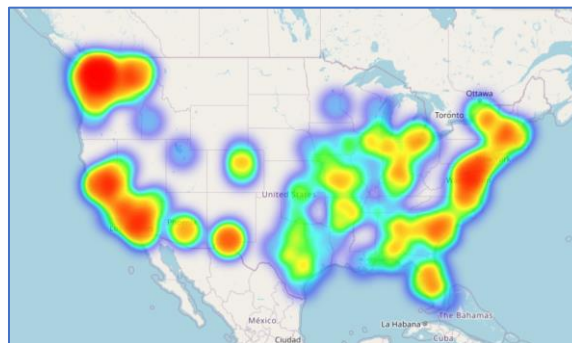 Ottawa
Toronto
United States
The Bahamas
La Habana
México
Cuba
Ciudad